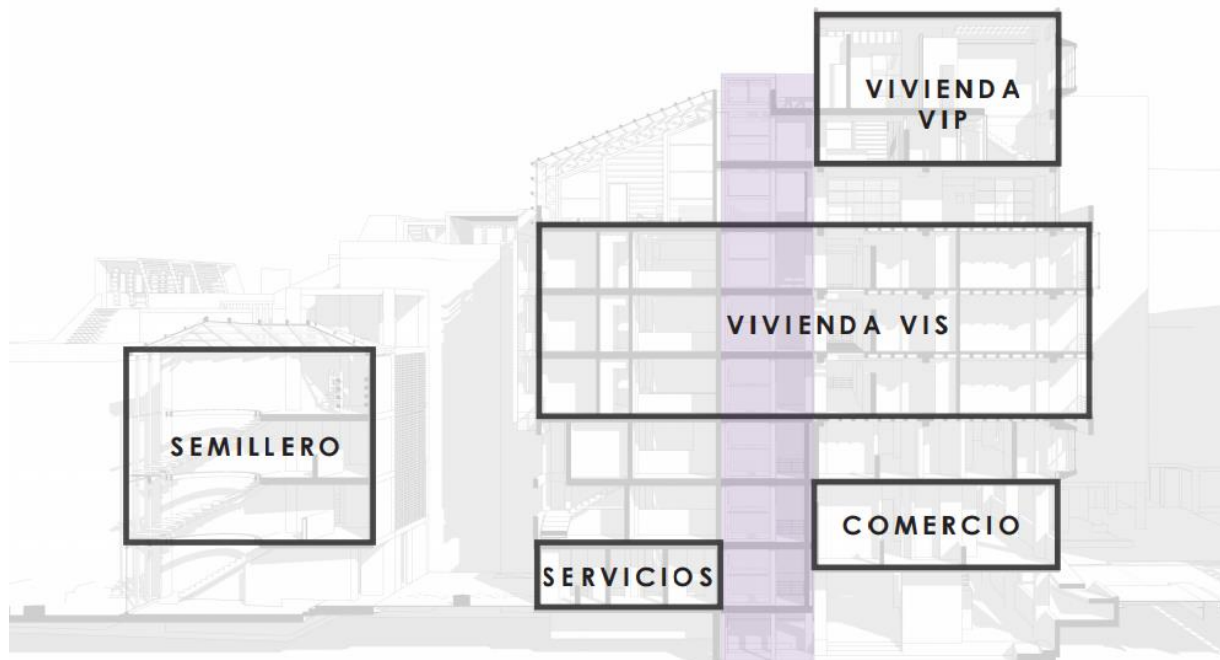 VIVIENDA
VIP
VIVIENDA VIS
SEMILLERO
COMERCIO
SERVICIOS